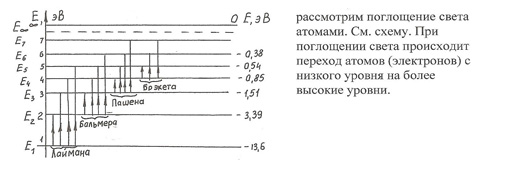 E, эВ
0 E, эВ
E∞ ∞
E₇ 7
E₆ 6 - 0,38
E₅ 5 - 0,54
E₄ 4 - 0,85
E₃ 3 - 1,51
E₂ 2 - 3,39
E₁ 1 - 13,6
Брэкета
Пашена
Бальмера
Лаймана
рассмотрим поглощение света
атомами. См. схему. При
поглощении света происходит
переход атомов (электронов) с
низкого уровня на более
высокие уровни.